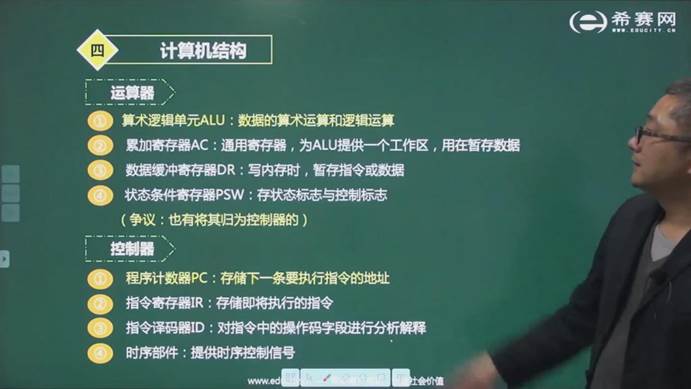 希赛网
WWW.EDUCITY.CN
四
计算机结构
运算器
① 算术逻辑单元ALU：数据的算术运算和逻辑运算
② 累加寄存器AC：通用寄存器，为ALU提供一个工作区，用在暂存数据
③ 数据缓冲寄存器DR：写内存时，暂存指令或数据
④ 状态条件寄存器PSW：存状态标志与控制标志
（争议：也有将其归为控制器的）
控制器
① 程序计数器PC：存储下一条要执行指令的地址
② 指令寄存器IR：存储即将执行的指令
③ 指令译码器ID：对指令中的操作码字段进行分析解释
④ 时序部件：提供时序控制信号
www.edu
社会价值